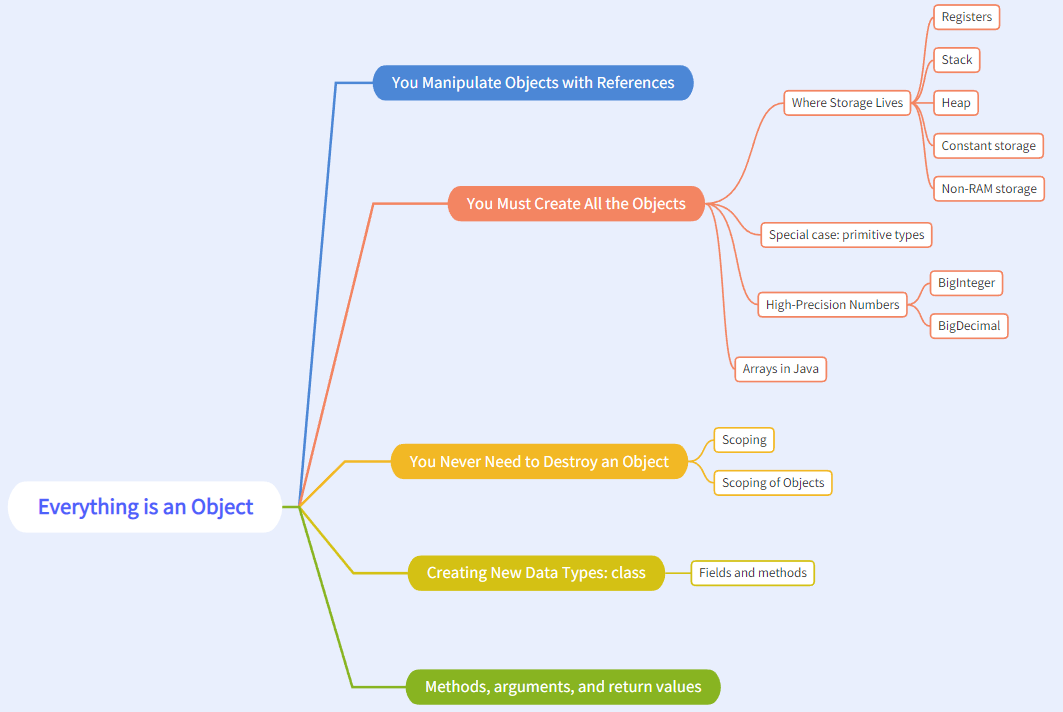 Everything is an Object
You Manipulate Objects with References
You Must Create All the Objects
Where Storage Lives
Registers
Stack
Heap
Constant storage
Non-RAM storage
Special case: primitive types
High-Precision Numbers
BigInteger
BigDecimal
Arrays in Java
You Never Need to Destroy an Object
Scoping
Scoping of Objects
Creating New Data Types: class
Fields and methods
Methods, arguments, and return values